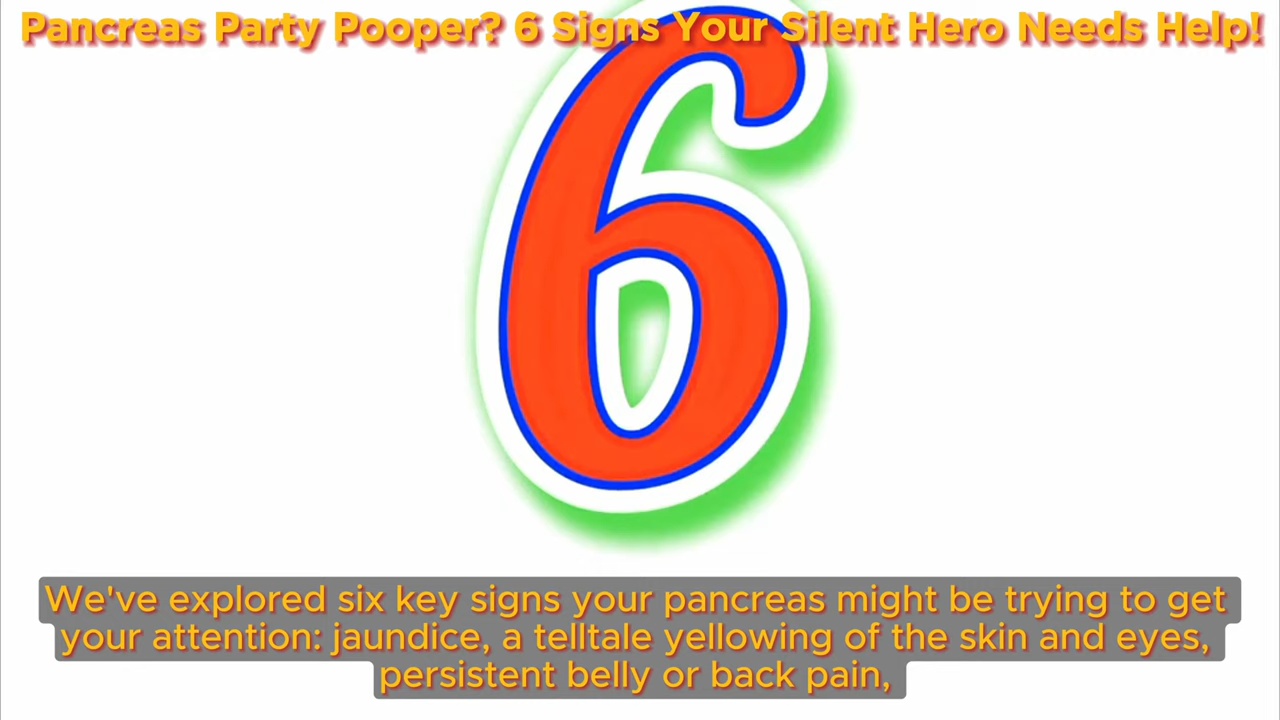 Pancreas Party Pooper? 6 Signs Your Silent Hero Needs Help!
6
We've explored six key signs your pancreas might be trying to get
your attention: jaundice, a telltale yellowing of the skin and eyes,
persistent belly or back pain,